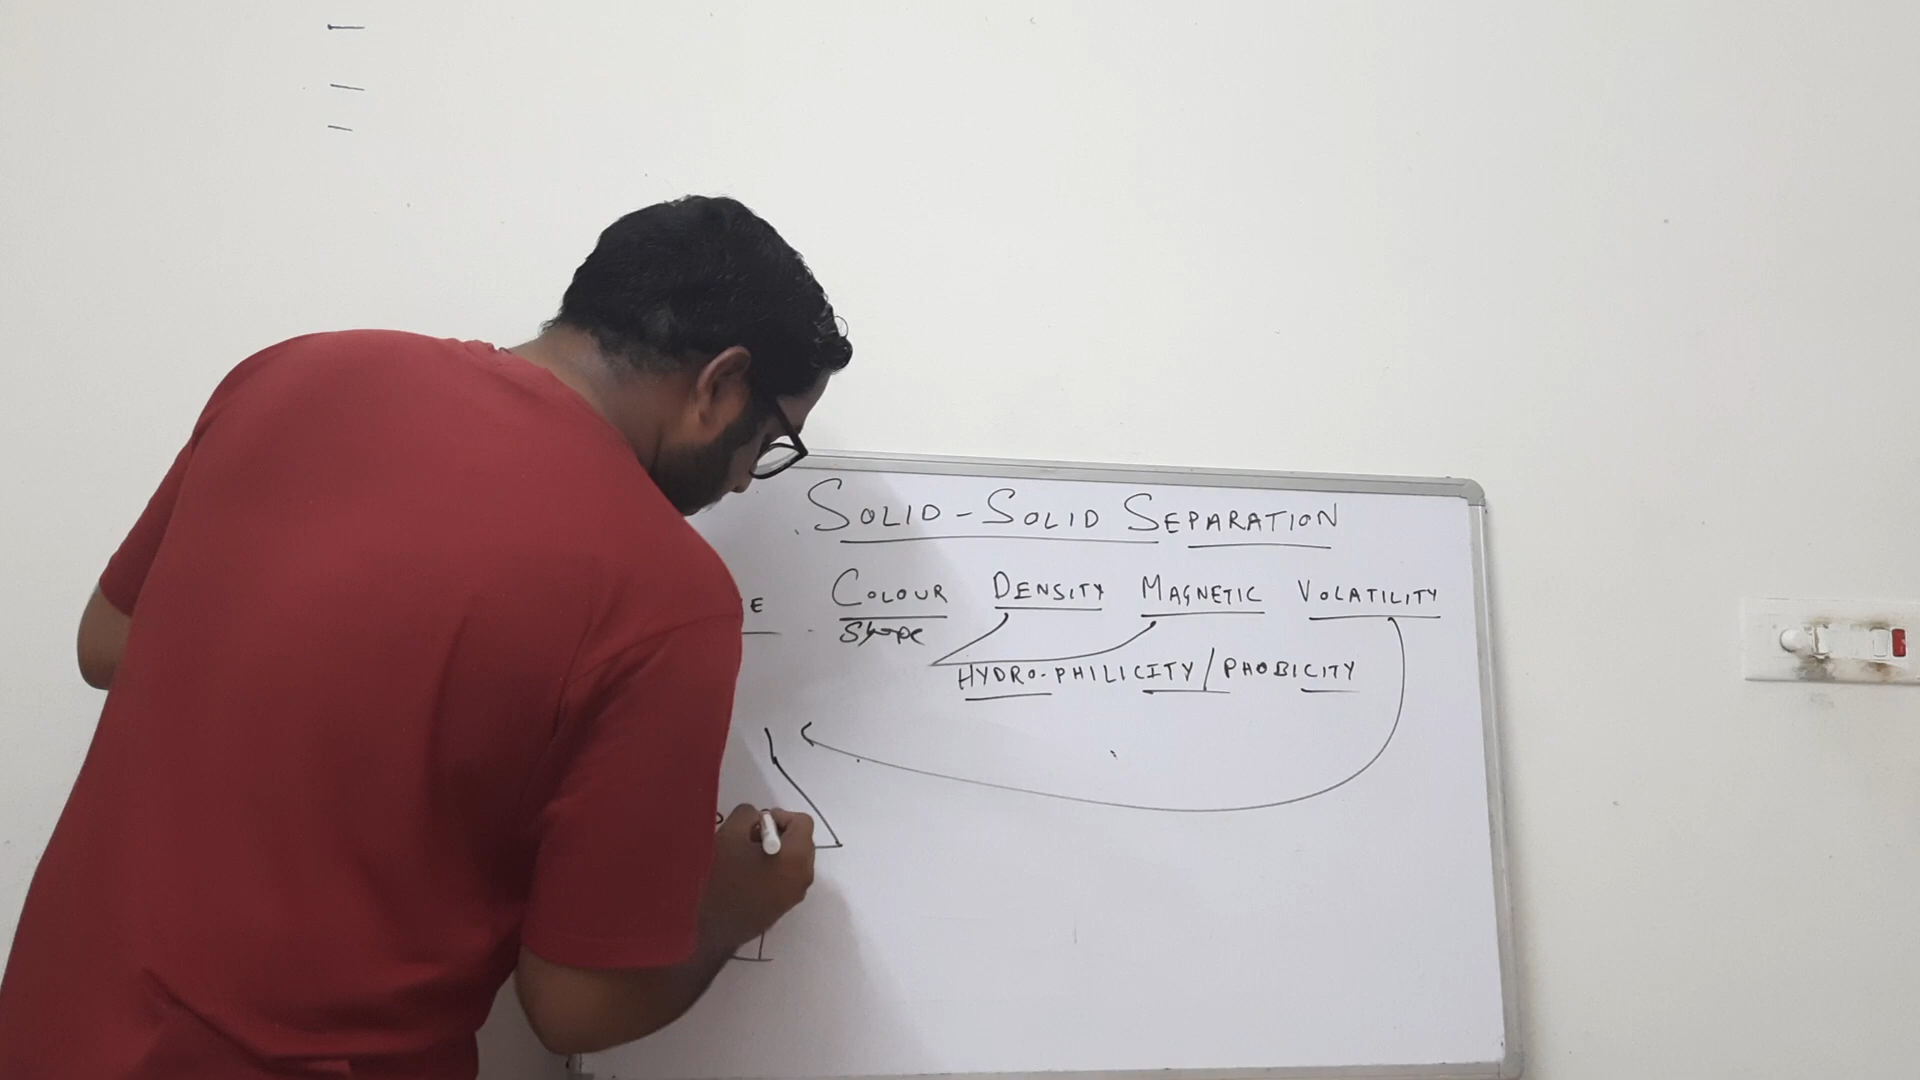 SOLID-SOLID SEPARATION
COLOUR DENSITY MAGNETIC VOLATILITY
Shape
HYDRO-PHILICITY/PHOBICITY